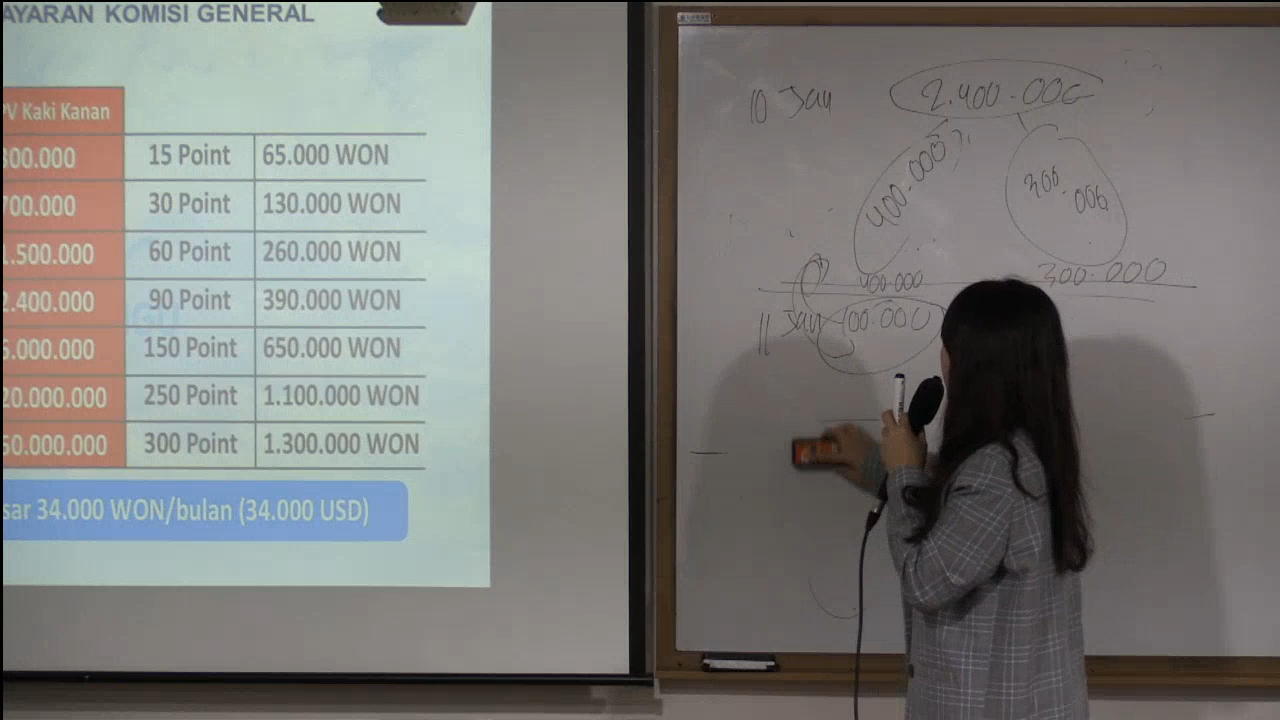 AYARAN KOMISI GENERAL
PV Kaki Kanan
300.000 15 Point 65.000 WON
700.000 30 Point 130.000 WON
1.500.000 60 Point 260.000 WON
2.400.000 90 Point 390.000 WON
6.000.000 150 Point 650.000 WON
20.000.000 250 Point 1.100.000 WON
50.000.000 300 Point 1.300.000 WON
sar 34.000 WON/bulan (34.000 USD)
10 Jan 2.400.000
400.000
300.000
400.000 300.000
11 Jan 100.000